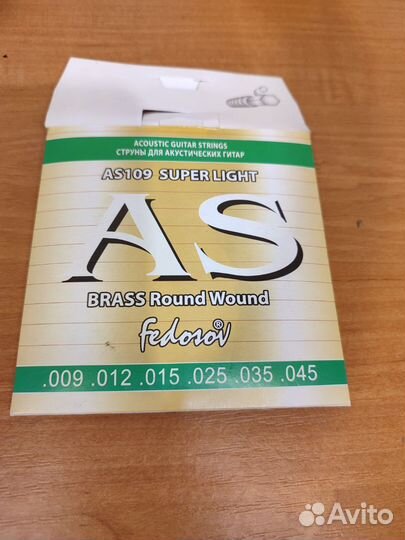 ACOUSTIC GUITAR STRINGS
СТРУНЫ ДЛЯ АКУСТИЧЕСКИХ ГИТАР
AS109 SUPER LIGHT
AS
BRASS Round Wound
fedosov®
.009 .012 .015 .025 .035 .045
Avito